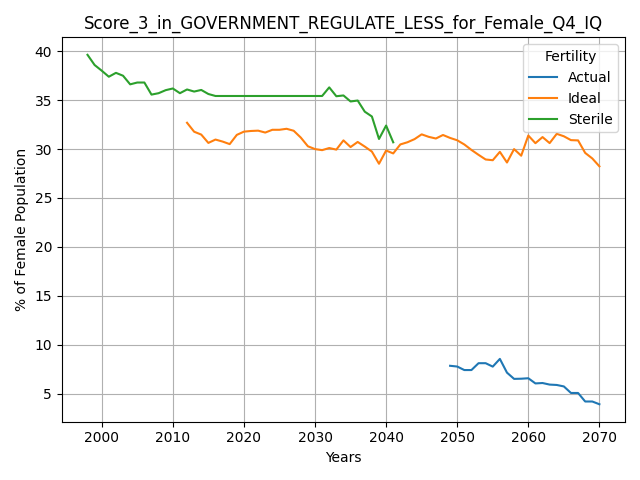 Score_3_in_GOVERNMENT_REGULATE_LESS_for_Female_Q4_IQ
Fertility
Actual
Ideal
Sterile
% of Female Population
40
35
30
25
20
15
10
5
2000 2010 2020 2030 2040 2050 2060 2070
Years